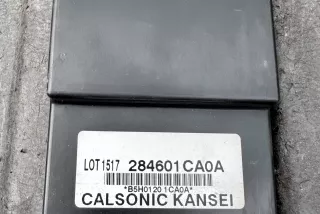 LOT1517 284601CA0A
*B5H0120 1CA0A*
CALSONIC KANSEI